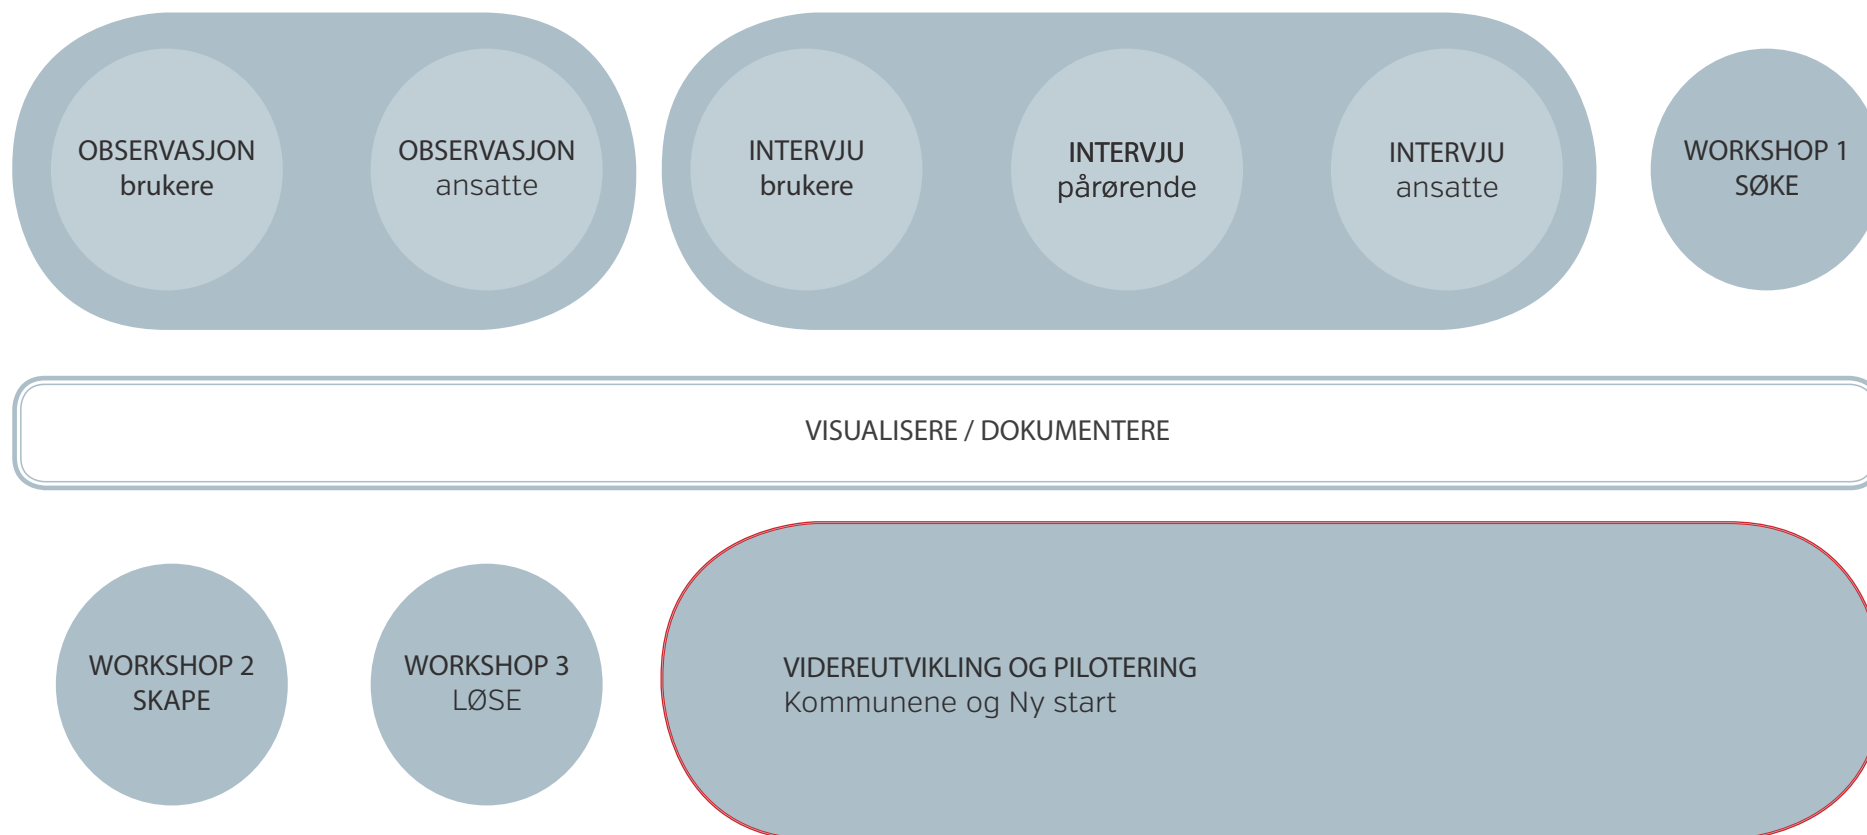 OBSERVASJON
brukere
OBSERVASJON
ansatte
INTERVJU
brukere
INTERVJU
pårørende
INTERVJU
ansatte
WORKSHOP 1
SØKE
VISUALISERE / DOKUMENTERE
WORKSHOP 2
SKAPE
WORKSHOP 3
LØSE
VIDEREUTVIKLING OG PILOTERING
Kommunene og Ny start